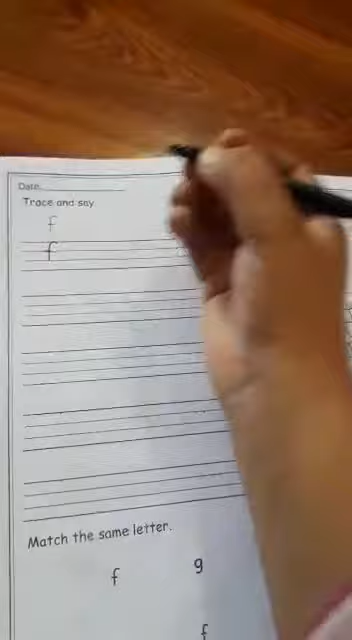 Date
Trace and say
f
f
Match the same letter.
f g
f